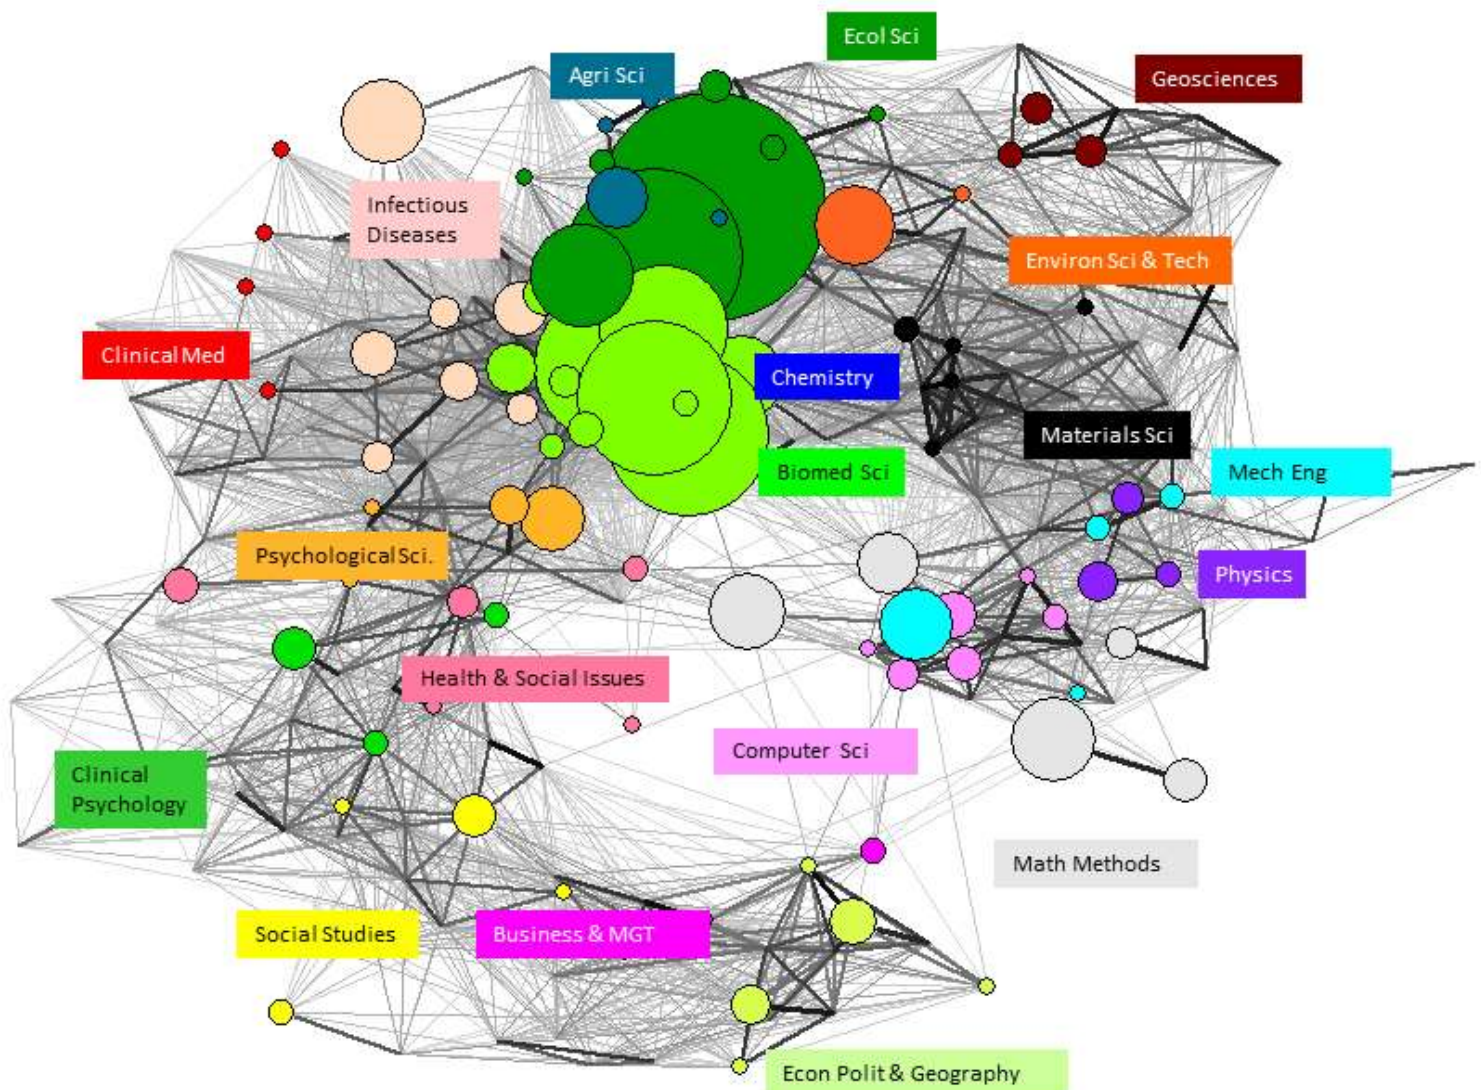 Ecol Sci
Agri Sci
Geosciences
Infectious
Diseases
Environ Sci & Tech
Clinical Med
Chemistry
Materials Sci
Biomed Sci
Mech Eng
Psychological Sci.
Physics
Health & Social Issues
Computer Sci
Clinical
Psychology
Math Methods
Social Studies
Business & MGT
Econ Polit & Geography